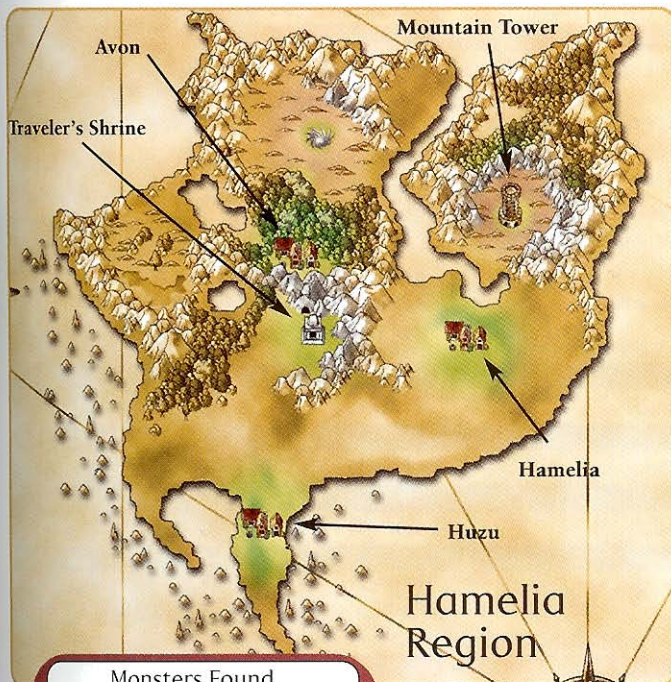 Mountain Tower
Avon
Traveler's Shrine
Hamelia
Huzu
Hamelia
Region
Monsters Found